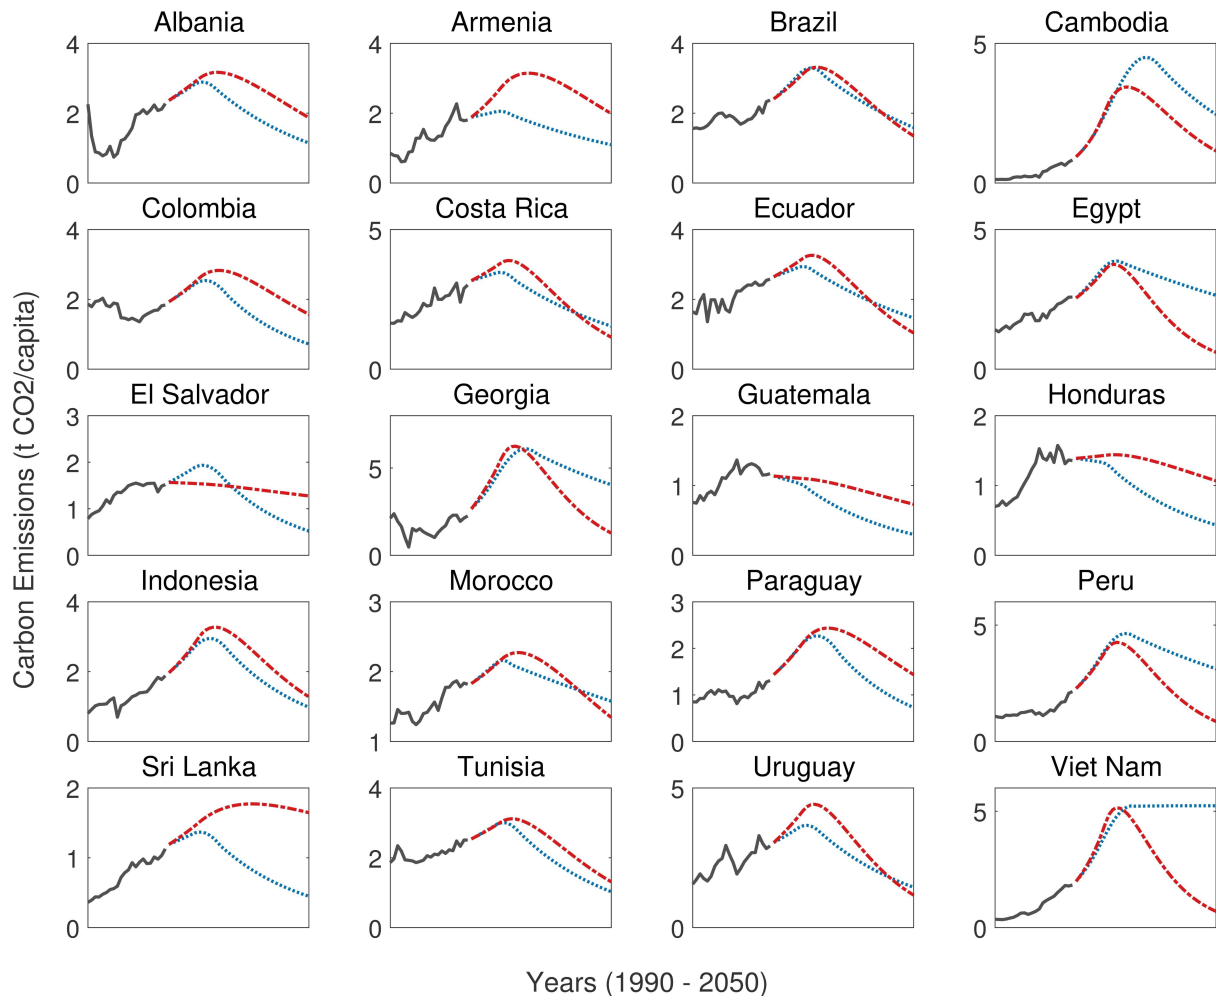 Albania Armenia Brazil Cambodia
4 4 4 5
2 2 2
0 0 0 0
Colombia Costa Rica Ecuador Egypt
4 5 4 5
2 2
0 0 0 0
El Salvador Georgia Guatemala Honduras
3 2 2
2 5
1 1 1
0 0 0 0
Indonesia Morocco Paraguay Peru
4 3 3
2 2 2 5
1
0 1 0 0
Sri Lanka Tunisia Uruguay Viet Nam
2 4 5
1 2 5
0 0 0 0
Carbon Emissions (t CO2/capita)
Years (1990 - 2050)